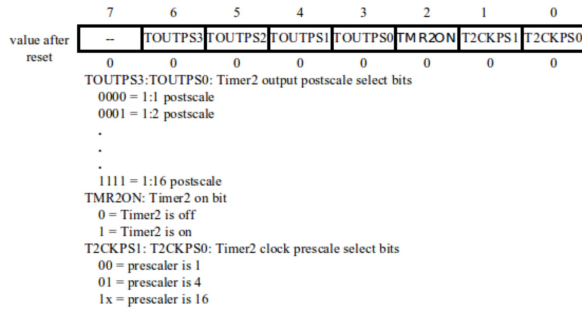 7 6 5 4 3 2 1 0
value after reset -- TOUTPS3 TOUTPS2 TOUTPS1 TOUTPS0 TMR2ON T2CKPS1 T2CKPS0
0 0 0 0 0 0 0 0
TOUTPS3:TOUTPS0: Timer2 output postscale select bits
0000 = 1:1 postscale
0001 = 1:2 postscale
.
.
.
1111 = 1:16 postscale
TMR2ON: Timer2 on bit
0 = Timer2 is off
1 = Timer2 is on
T2CKPS1: T2CKPS0: Timer2 clock prescale select bits
00 = prescaler is 1
01 = prescaler is 4
1x = prescaler is 16